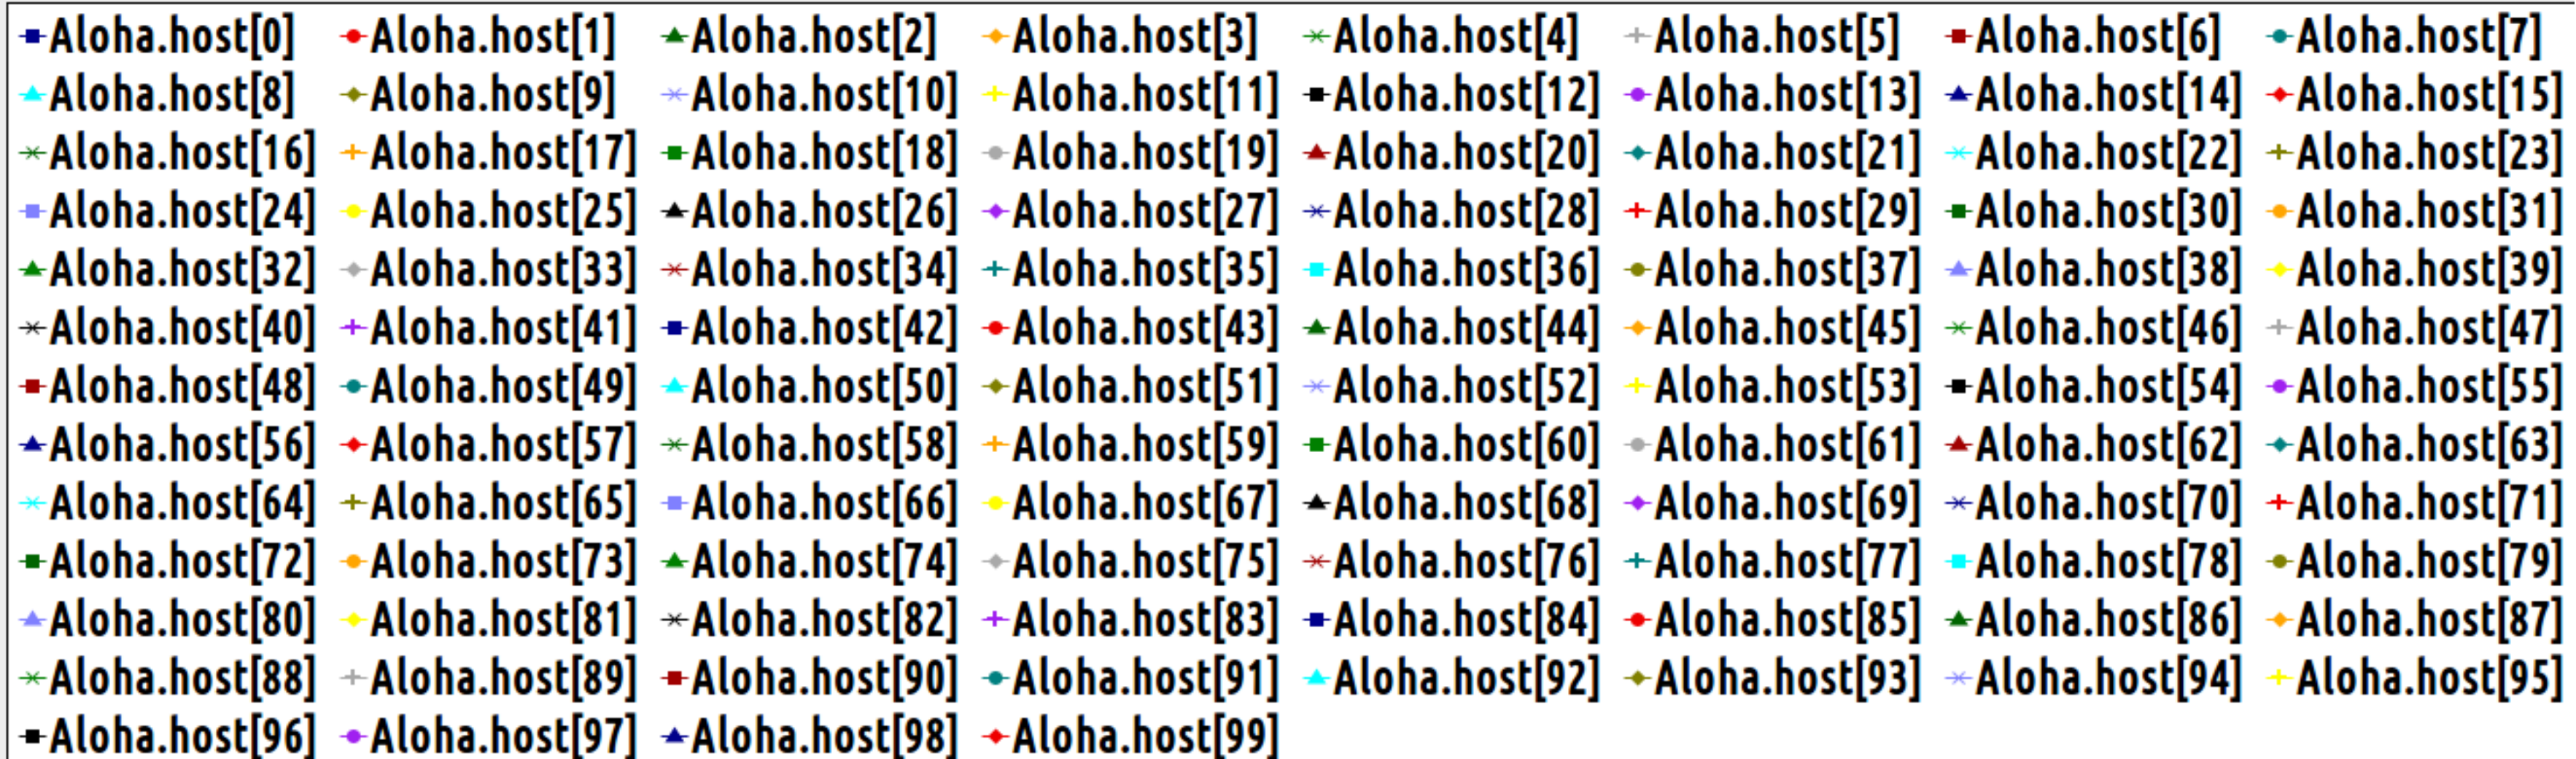 Aloha.host[0] Aloha.host[1] Aloha.host[2] Aloha.host[3] Aloha.host[4] Aloha.host[5] Aloha.host[6] Aloha.host[7]
Aloha.host[8] Aloha.host[9] Aloha.host[10] Aloha.host[11] Aloha.host[12] Aloha.host[13] Aloha.host[14] Aloha.host[15]
Aloha.host[16] Aloha.host[17] Aloha.host[18] Aloha.host[19] Aloha.host[20] Aloha.host[21] Aloha.host[22] Aloha.host[23]
Aloha.host[24] Aloha.host[25] Aloha.host[26] Aloha.host[27] Aloha.host[28] Aloha.host[29] Aloha.host[30] Aloha.host[31]
Aloha.host[32] Aloha.host[33] Aloha.host[34] Aloha.host[35] Aloha.host[36] Aloha.host[37] Aloha.host[38] Aloha.host[39]
Aloha.host[40] Aloha.host[41] Aloha.host[42] Aloha.host[43] Aloha.host[44] Aloha.host[45] Aloha.host[46] Aloha.host[47]
Aloha.host[48] Aloha.host[49] Aloha.host[50] Aloha.host[51] Aloha.host[52] Aloha.host[53] Aloha.host[54] Aloha.host[55]
Aloha.host[56] Aloha.host[57] Aloha.host[58] Aloha.host[59] Aloha.host[60] Aloha.host[61] Aloha.host[62] Aloha.host[63]
Aloha.host[64] Aloha.host[65] Aloha.host[66] Aloha.host[67] Aloha.host[68] Aloha.host[69] Aloha.host[70] Aloha.host[71]
Aloha.host[72] Aloha.host[73] Aloha.host[74] Aloha.host[75] Aloha.host[76] Aloha.host[77] Aloha.host[78] Aloha.host[79]
Aloha.host[80] Aloha.host[81] Aloha.host[82] Aloha.host[83] Aloha.host[84] Aloha.host[85] Aloha.host[86] Aloha.host[87]
Aloha.host[88] Aloha.host[89] Aloha.host[90] Aloha.host[91] Aloha.host[92] Aloha.host[93] Aloha.host[94] Aloha.host[95]
Aloha.host[96] Aloha.host[97] Aloha.host[98] Aloha.host[99]